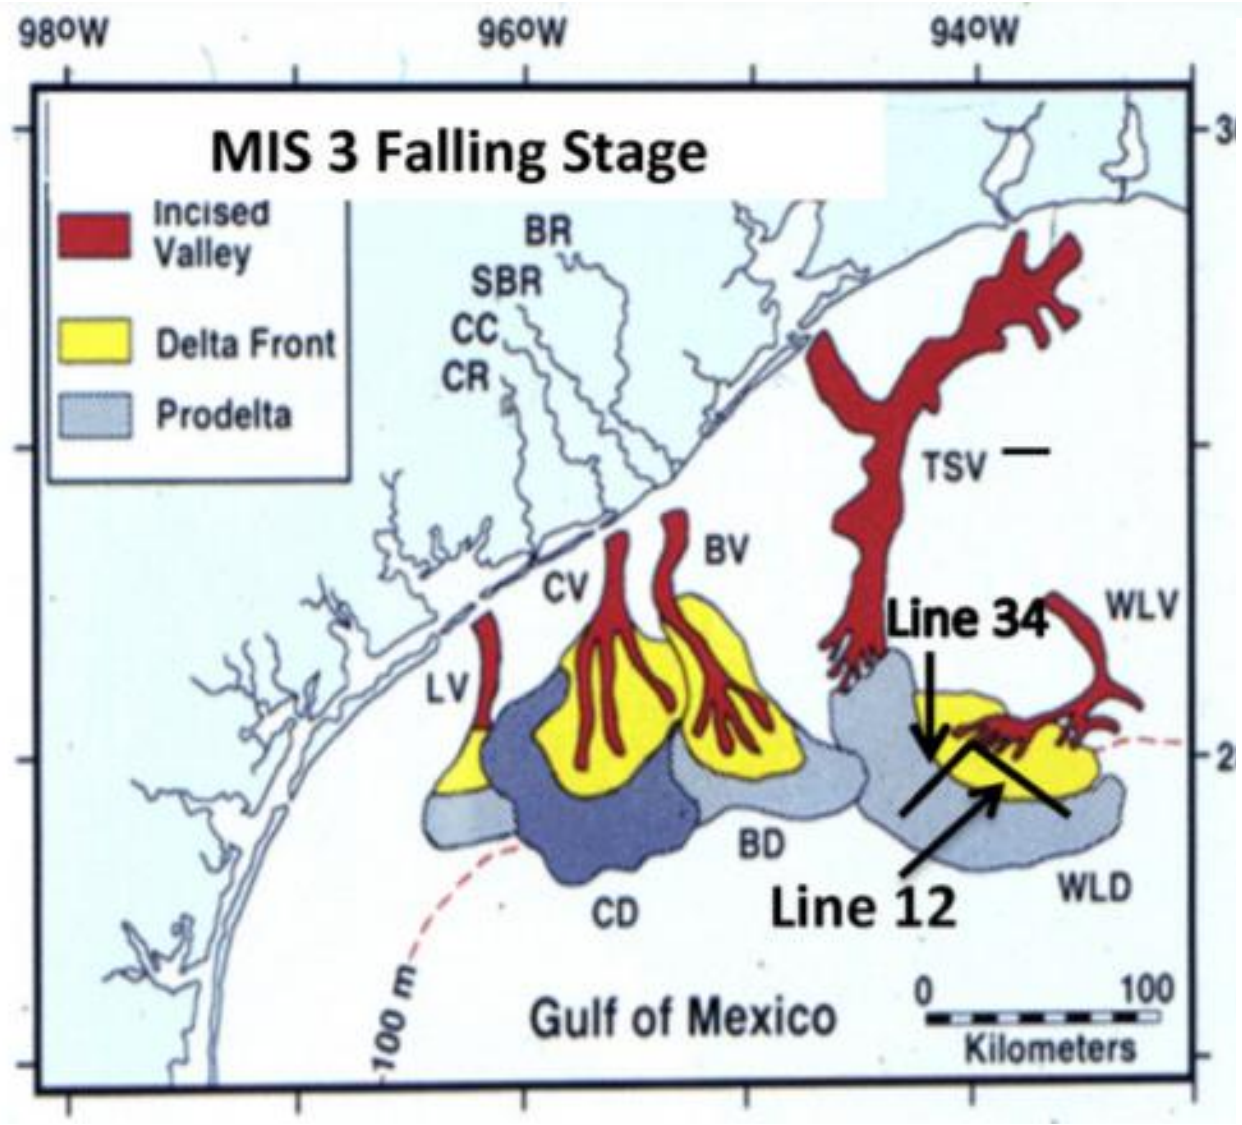 98oW 96oW 94oW
MIS 3 Falling Stage
Incised
Valley
Delta Front
Prodelta
BR
SBR
CC
CR
TSV
BV
CV
Line 34
WLV
LV
BD
WLD
Line 12
CD
100 m
Gulf of Mexico
0 100
Kilometers